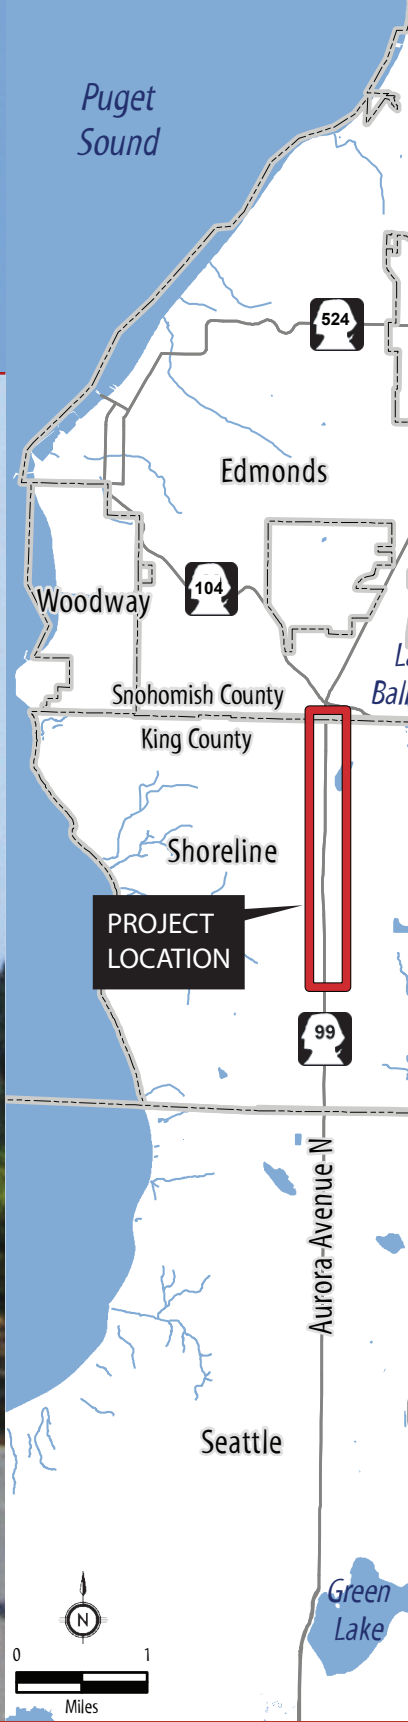 Puget
Sound
524
Edmonds
104
Woodway
Snohomish County
King County
Shoreline
PROJECT
LOCATION
99
Aurora Avenue N
Seattle
Green
Lake
N
0 1
Miles